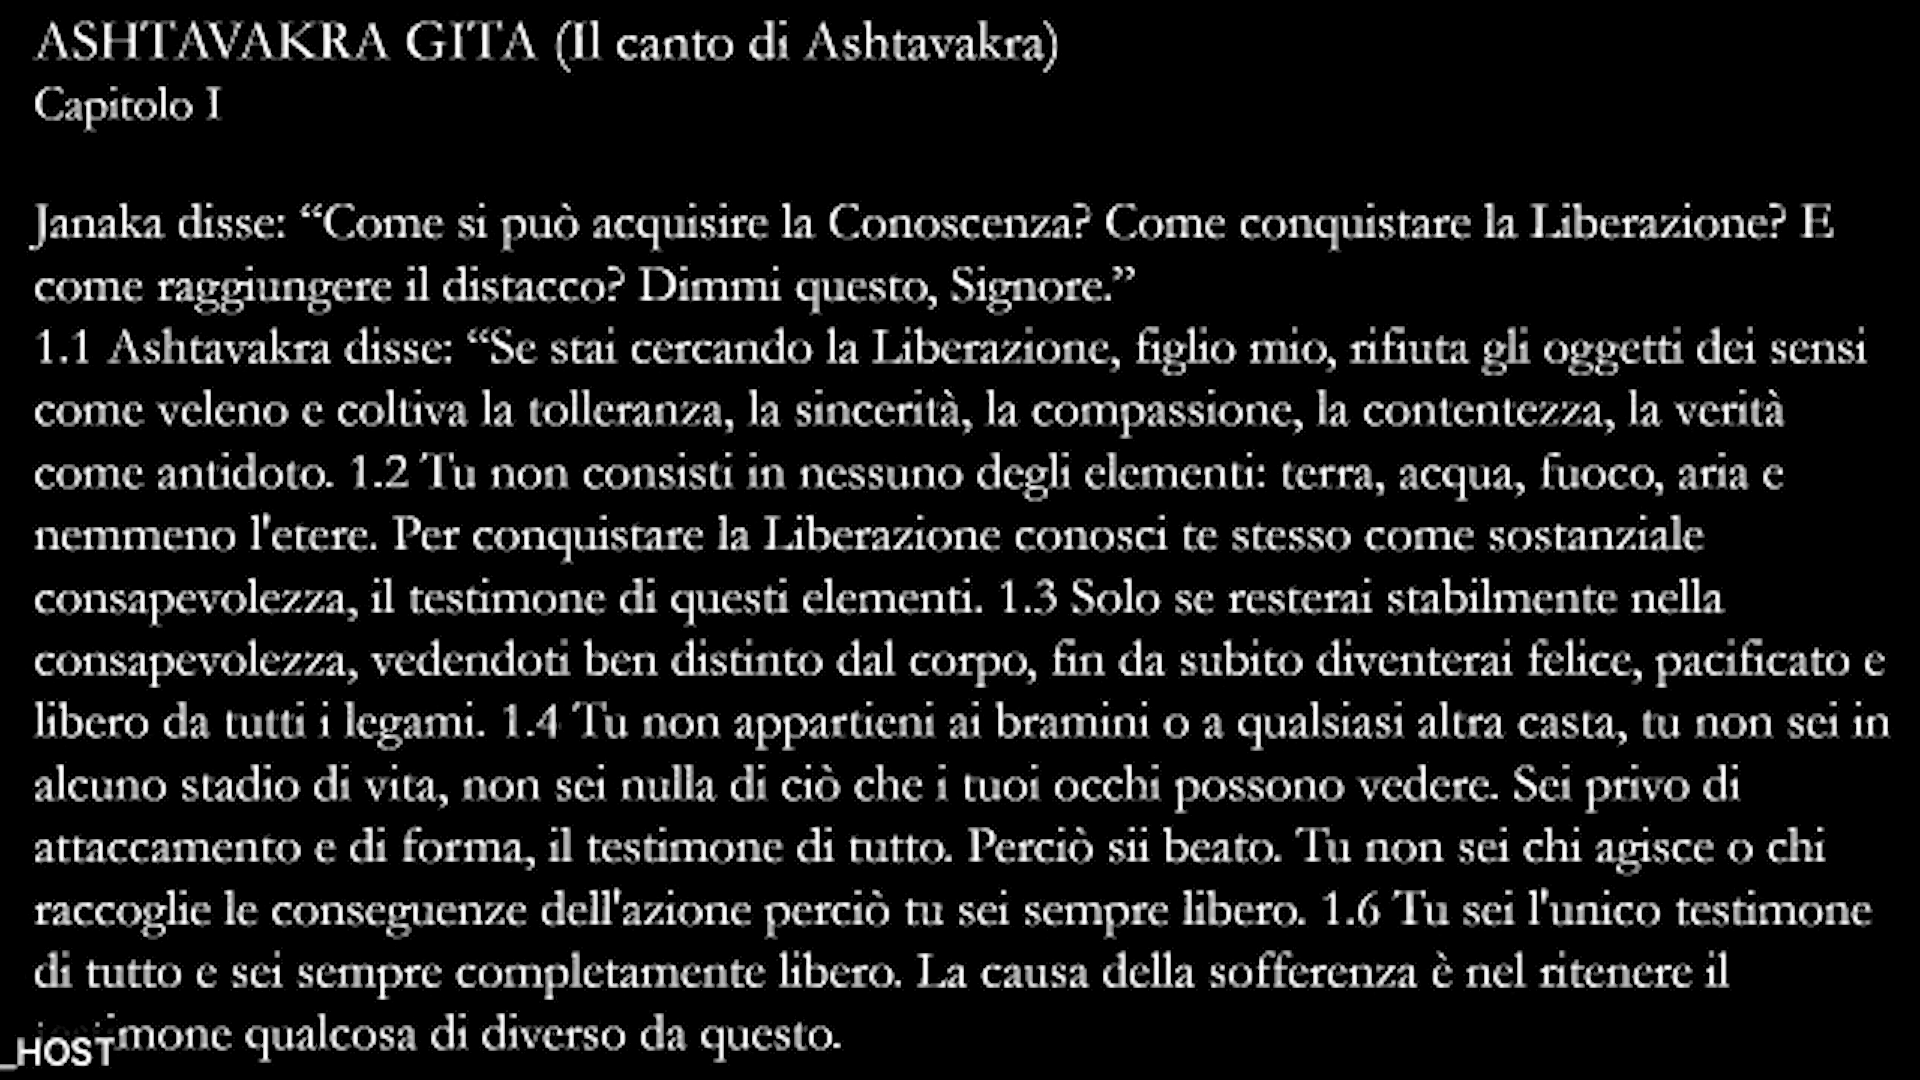 ASHTAVAKRA GITA (Il canto di Ashtavakra)
Capitolo I
Janaka disse: “Come si può acquisire la Conoscenza? Come conquistare la Liberazione? E
come raggiungere il distacco? Dimmi questo, Signore.”
1.1 Ashtavakra disse: “Se stai cercando la Liberazione, figlio mio, rifiuta gli oggetti dei sensi
come veleno e coltiva la tolleranza, la sincerità, la compassione, la contentezza, la verità
come antidoto. 1.2 Tu non consisti in nessuno degli elementi: terra, acqua, fuoco, aria e
nemmeno l'etere. Per conquistare la Liberazione conosci te stesso come sostanziale
consapevolezza, il testimone di questi elementi. 1.3 Solo se resterai stabilmente nella
consapevolezza, vedendoti ben distinto dal corpo, fin da subito diventerai felice, pacificato e
libero da tutti i legami. 1.4 Tu non appartieni ai bramini o a qualsiasi altra casta, tu non sei in
alcuno stadio di vita, non sei nulla di ciò che i tuoi occhi possono vedere. Sei privo di
attaccamento e di forma, il testimone di tutto. Perciò sii beato. Tu non sei chi agisce o chi
raccoglie le conseguenze dell'azione perciò tu sei sempre libero. 1.6 Tu sei l'unico testimone
di tutto e sei sempre completamente libero. La causa della sofferenza è nel ritenere il
testimone qualcosa di diverso da questo.
_HOST